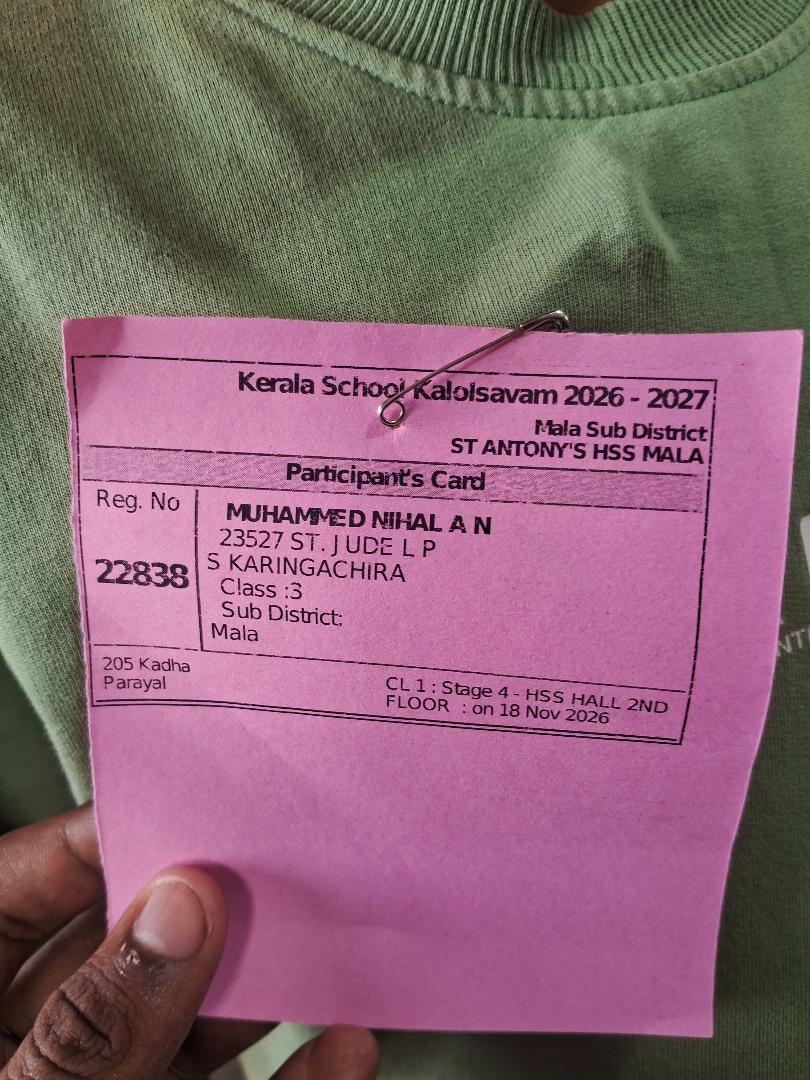 Kerala School Kalolsavam 2026 - 2027
Mala Sub District
ST ANTONY'S HSS MALA
Participant's Card
Reg. No
22838
MUHAMMED NIHAL A N
23527 ST. JUDE L P
S KARINGACHIRA
Class :3
Sub District:
Mala
205 Kadha
Parayal
CL 1 : Stage 4 - HSS HALL 2ND
FLOOR : on 18 Nov 2026